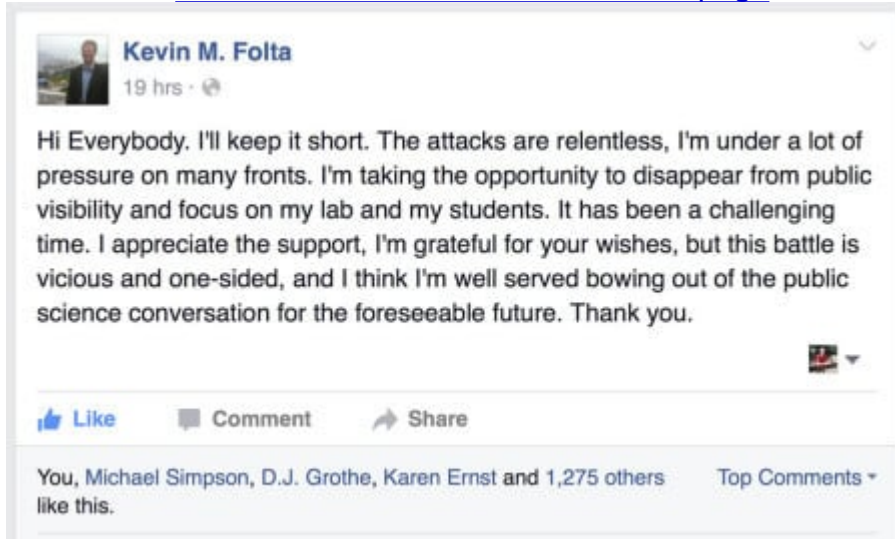 Kevin M. Folta
19 hrs ·
Hi Everybody. I'll keep it short. The attacks are relentless, I'm under a lot of
pressure on many fronts. I'm taking the opportunity to disappear from public
visibility and focus on my lab and my students. It has been a challenging
time. I appreciate the support, I'm grateful for your wishes, but this battle is
vicious and one-sided, and I think I'm well served bowing out of the public
science conversation for the foreseeable future. Thank you.
Like Comment Share
You, Michael Simpson, D.J. Grothe, Karen Ernst and 1,275 others Top Comments
like this.